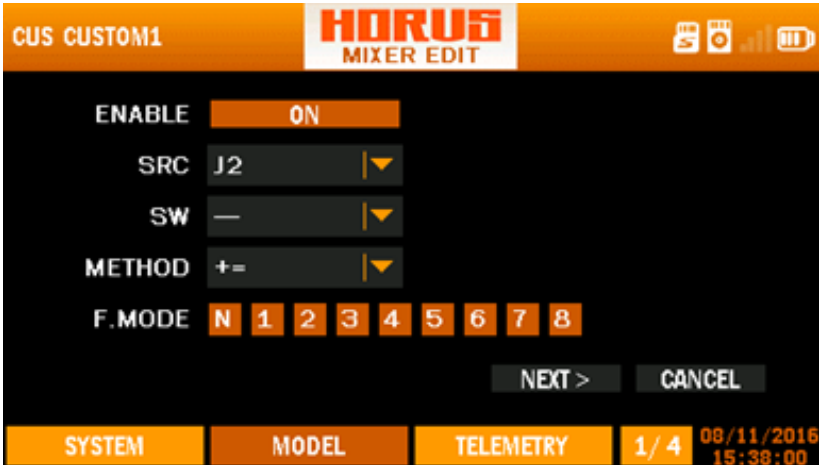 CUS CUSTOM1
HORUS
MIXER EDIT
ENABLE ON
SRC J2
SW —
METHOD +=
F.MODE N 1 2 3 4 5 6 7 8
NEXT > CANCEL
SYSTEM MODEL TELEMETRY 1/4 08/11/2016
15:38:00